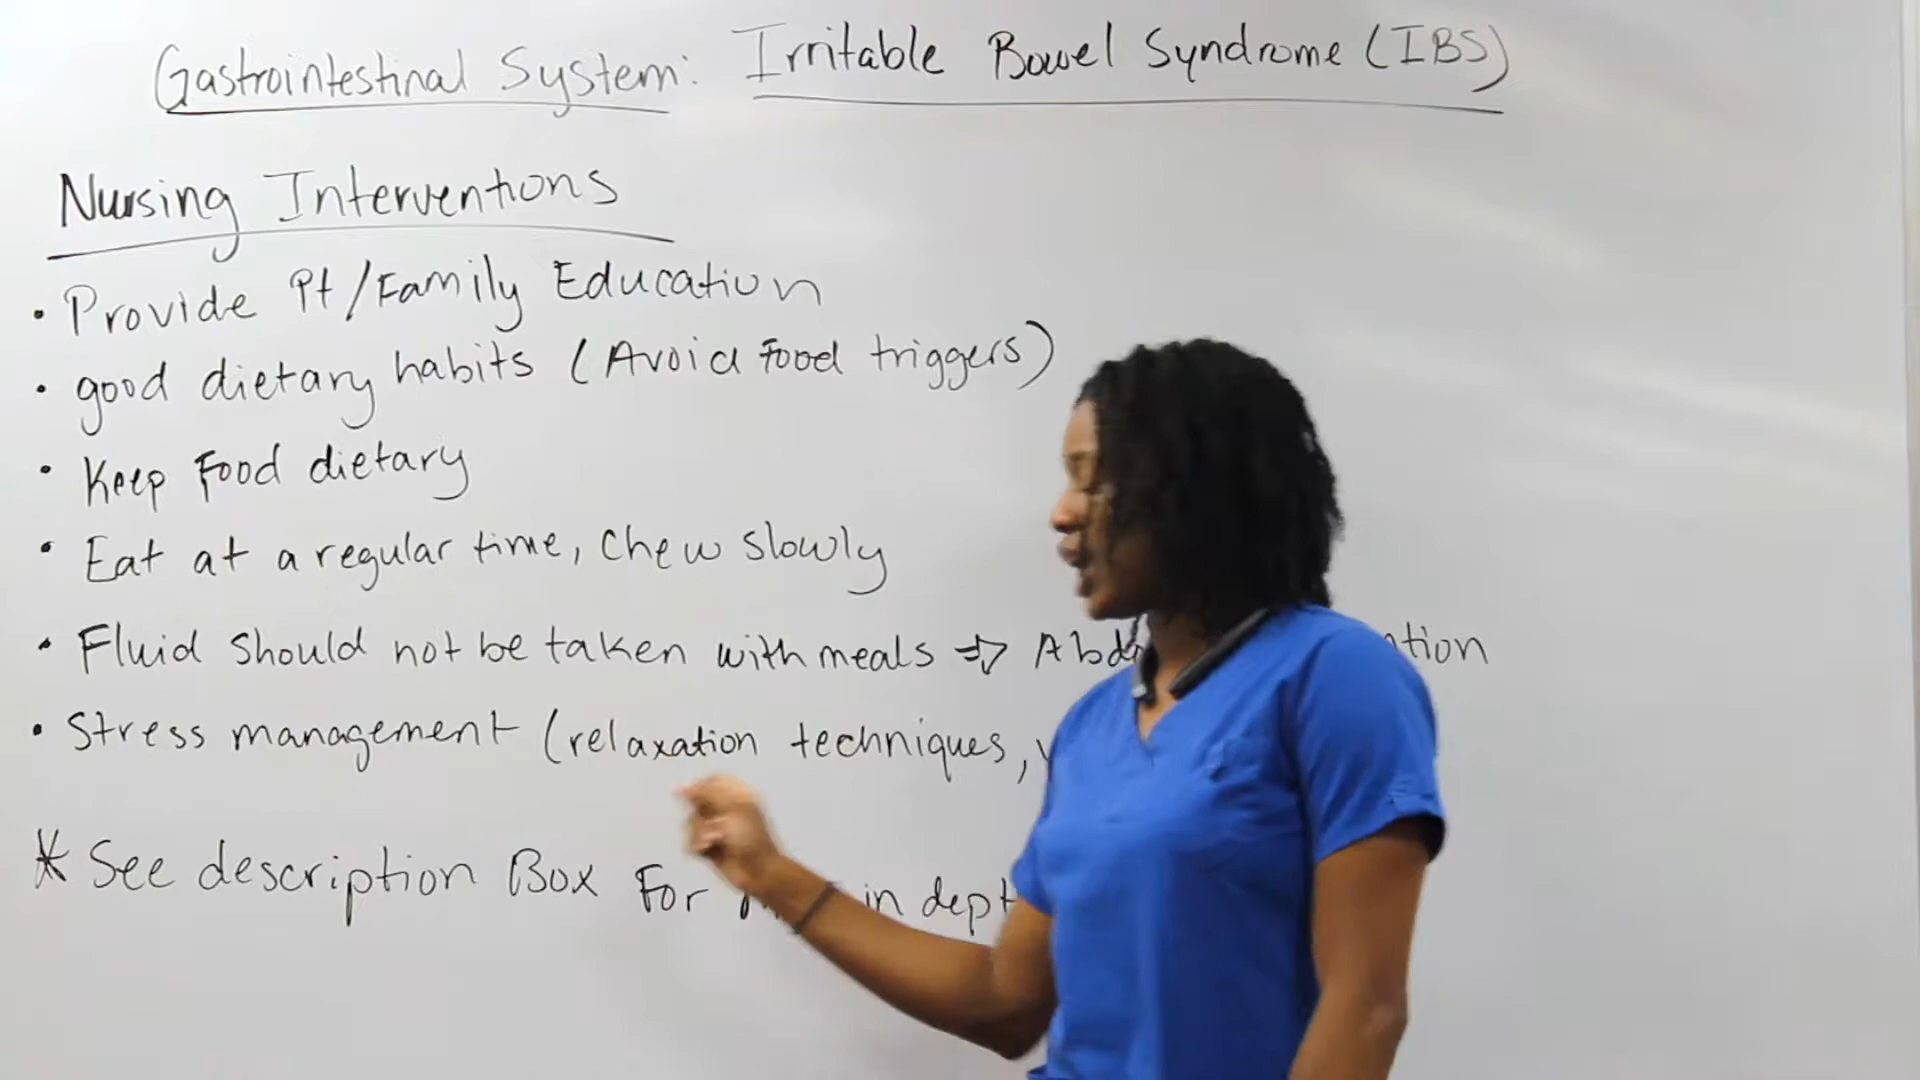 Gastrointestinal System: Irritable Bowel Syndrome (IBS)
Nursing Interventions
• Provide Pt/Family Education
• good dietary habits (Avoid Food triggers)
• Keep Food dietary
• Eat at a regular time, chew slowly
• Fluid should not be taken with meals ⇒
• Stress management (relaxation techniques,
* See description Box For in